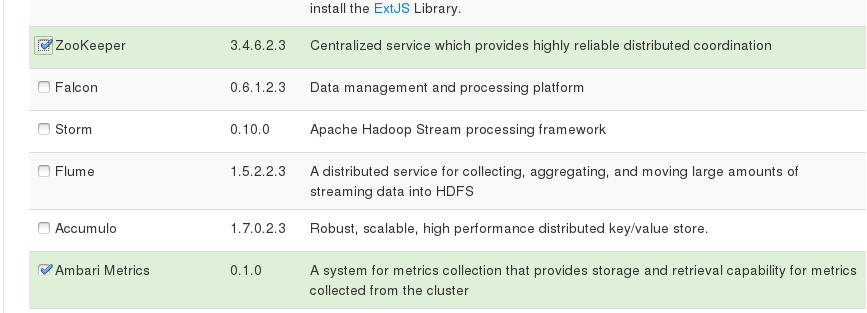 install the ExtJS Library.
ZooKeeper 3.4.6.2.3 Centralized service which provides highly reliable distributed coordination
Falcon 0.6.1.2.3 Data management and processing platform
Storm 0.10.0 Apache Hadoop Stream processing framework
Flume 1.5.2.2.3 A distributed service for collecting, aggregating, and moving large amounts of
streaming data into HDFS
Accumulo 1.7.0.2.3 Robust, scalable, high performance distributed key/value store.
Ambari Metrics 0.1.0 A system for metrics collection that provides storage and retrieval capability for metrics
collected from the cluster